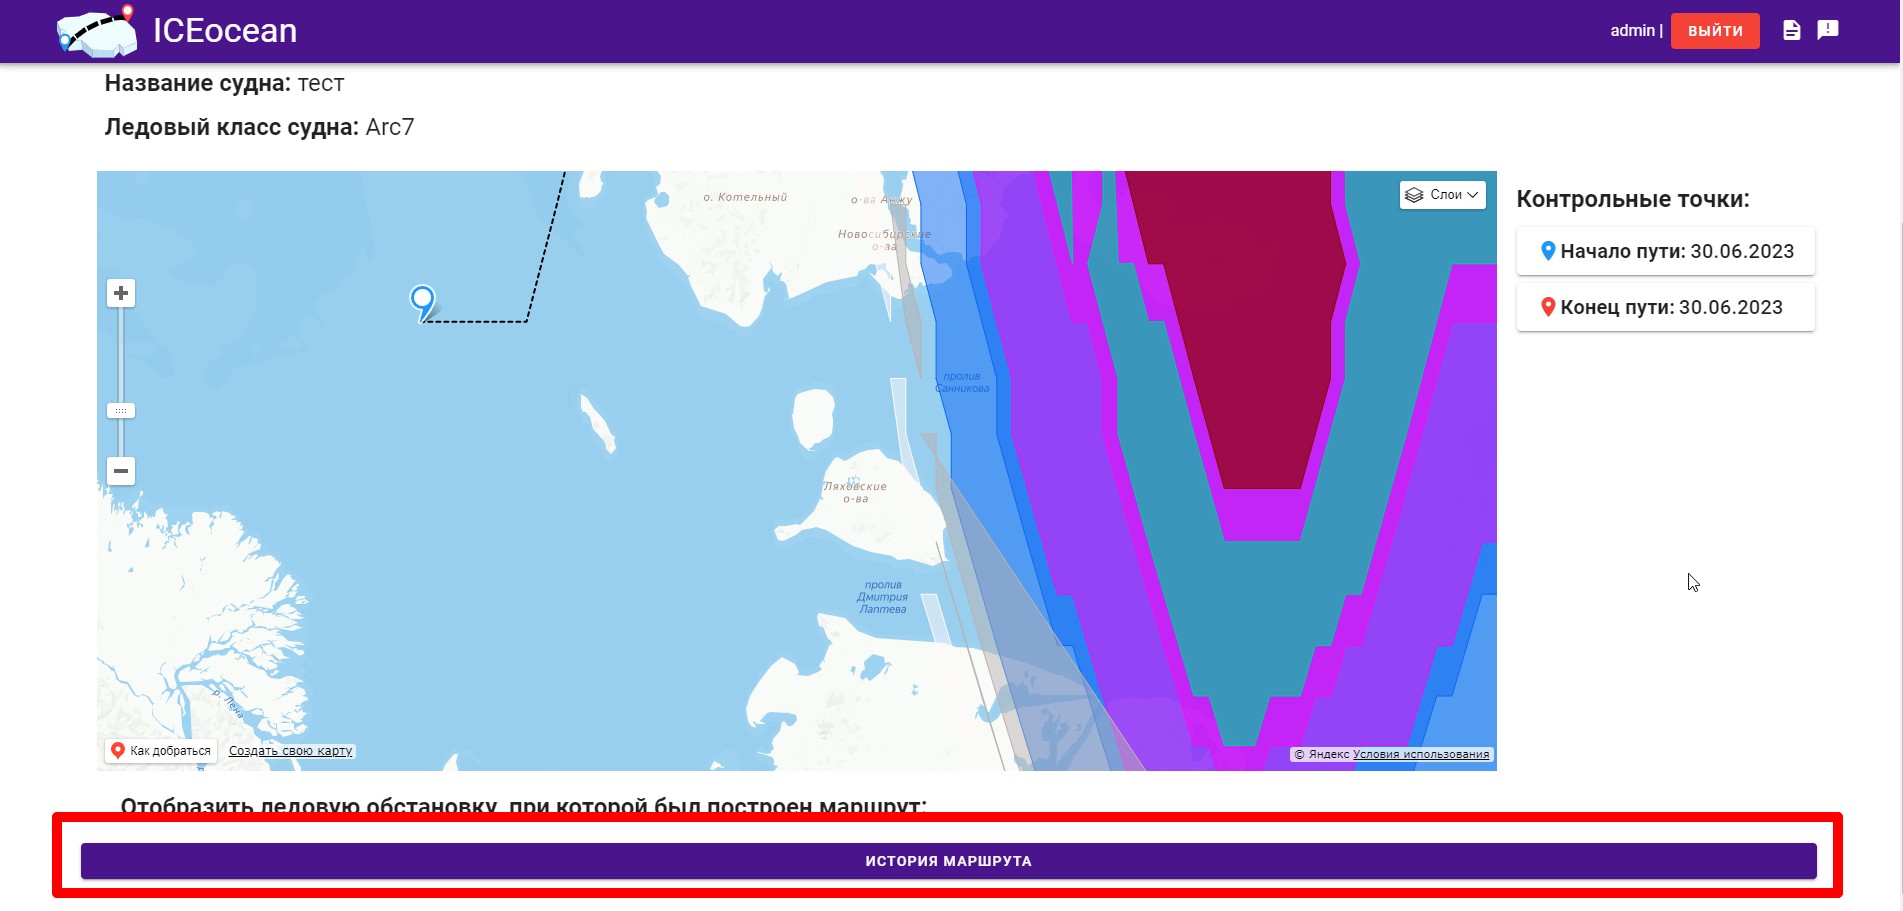 ICEocean
admin |
ВЫЙТИ
Название судна: тест
Ледовый класс судна: Arc7
о. Котельный
о-ва Анжу
Новосибирские
о-ва
Слои
Контрольные точки:
Начало пути: 30.06.2023
Конец пути: 30.06.2023
пролив
Санникова
Ляховские
о-ва
пролив
Дмитрия
Лаптева
р. Лена
Как добраться
Создать свою карту
© Яндекс Условия использования
Отобразить ледовую обстановку, при которой был построен маршрут:
ИСТОРИЯ МАРШРУТА